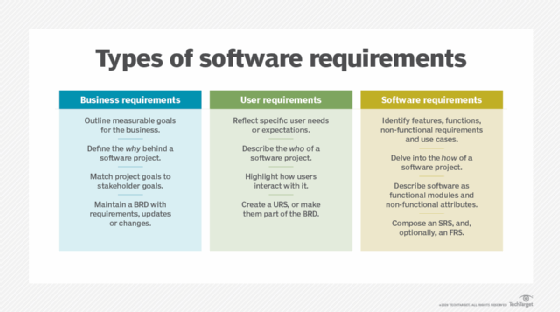 Types of software requirements
Business requirements
Outline measurable goals
for the business.
Define the why behind a
software project.
Match project goals to
stakeholder goals.
Maintain a BRD with
requirements, updates
or changes.
User requirements
Reflect specific user needs
or expectations.
Describe the who of a
software project.
Highlight how users
interact with it.
Create a URS, or make
them part of the BRD.
Software requirements
Identify features, functions,
non-functional requirements
and use cases.
Delve into the how of a
software project.
Describe software as
functional modules and
non-functional attributes.
Compose an SRS, and,
optionally, an FRS.
TECHTARGET. ALL RIGHTS RESERVED
TechTarget